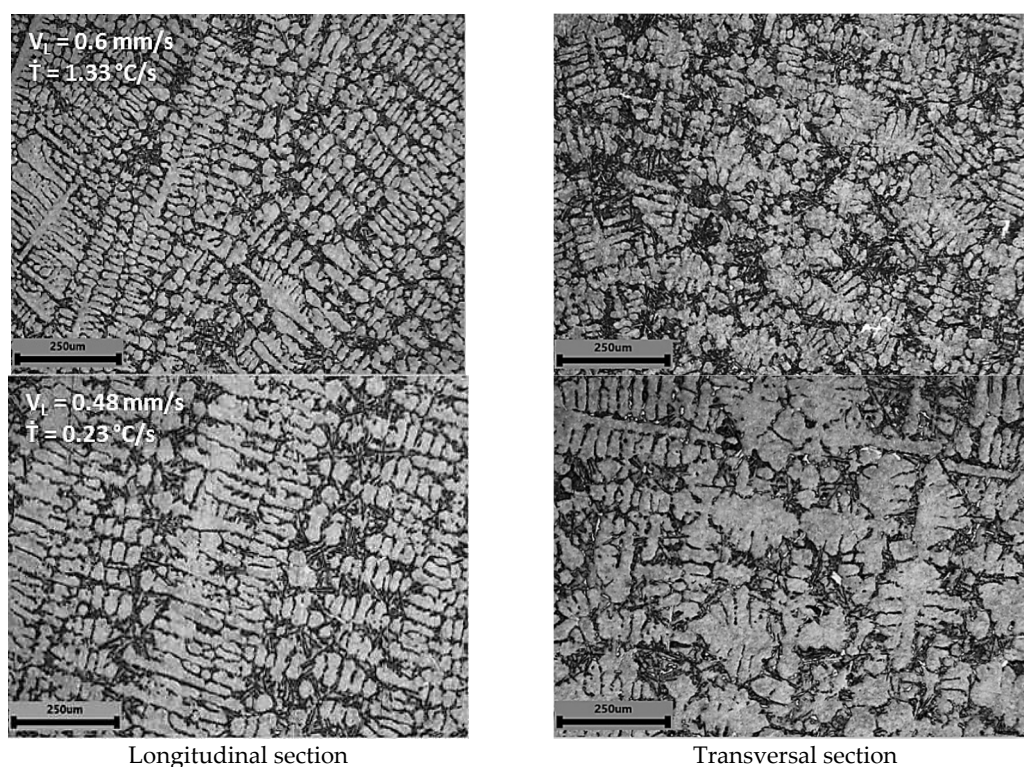 V_L = 0.6 mm/s
Ṫ = 1.33 °C/s
250um
250um
V_L = 0.48 mm/s
Ṫ = 0.23 °C/s
250um
250um
Longitudinal section
Transversal section